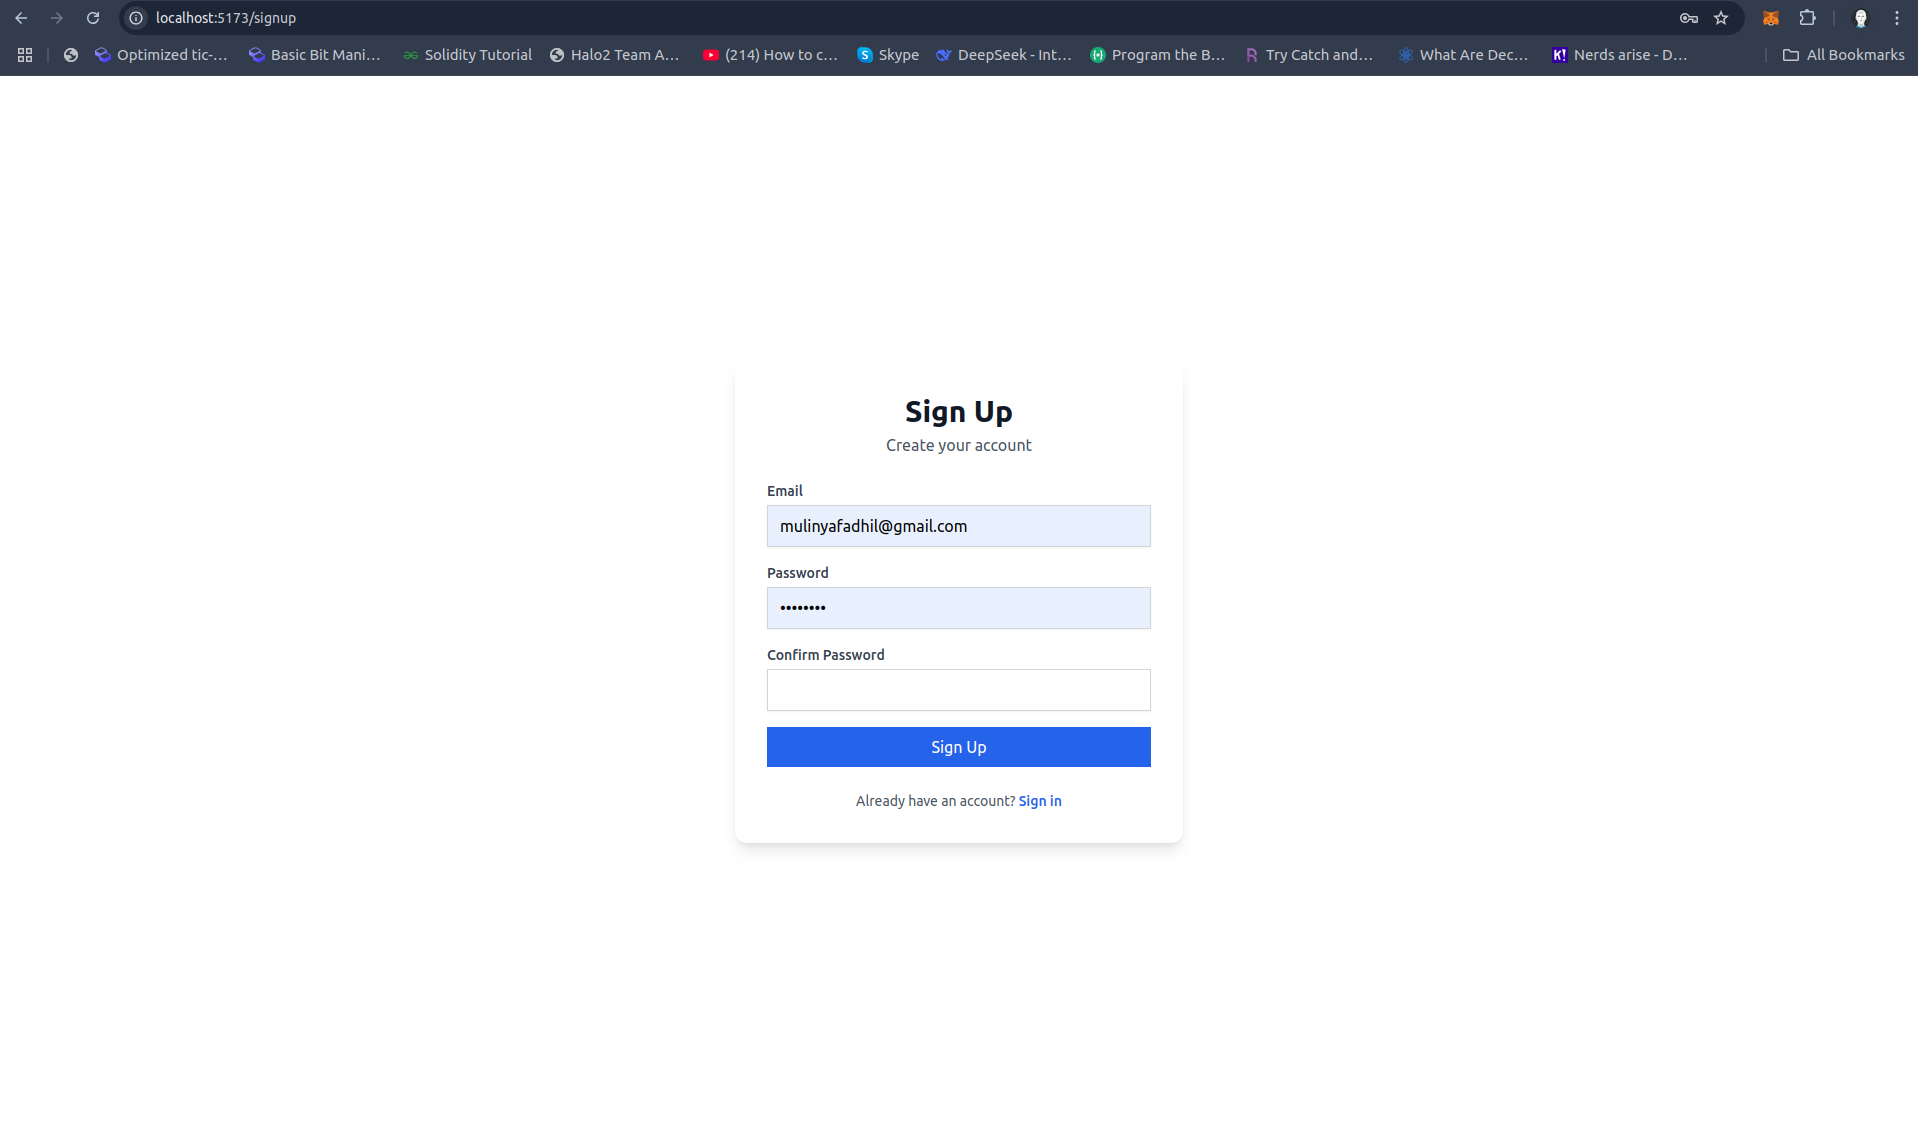 localhost:5173/signup
Optimized tic-... Basic Bit Mani... Solidity Tutorial Halo2 Team A... (214) How to c... Skype DeepSeek - Int... Program the B... Try Catch and... What Are Dec... Nerds arise - D... All Bookmarks
Sign Up
Create your account
Email
mulinyafadhil@gmail.com
Password
••••••••
Confirm Password
Sign Up
Already have an account? Sign in